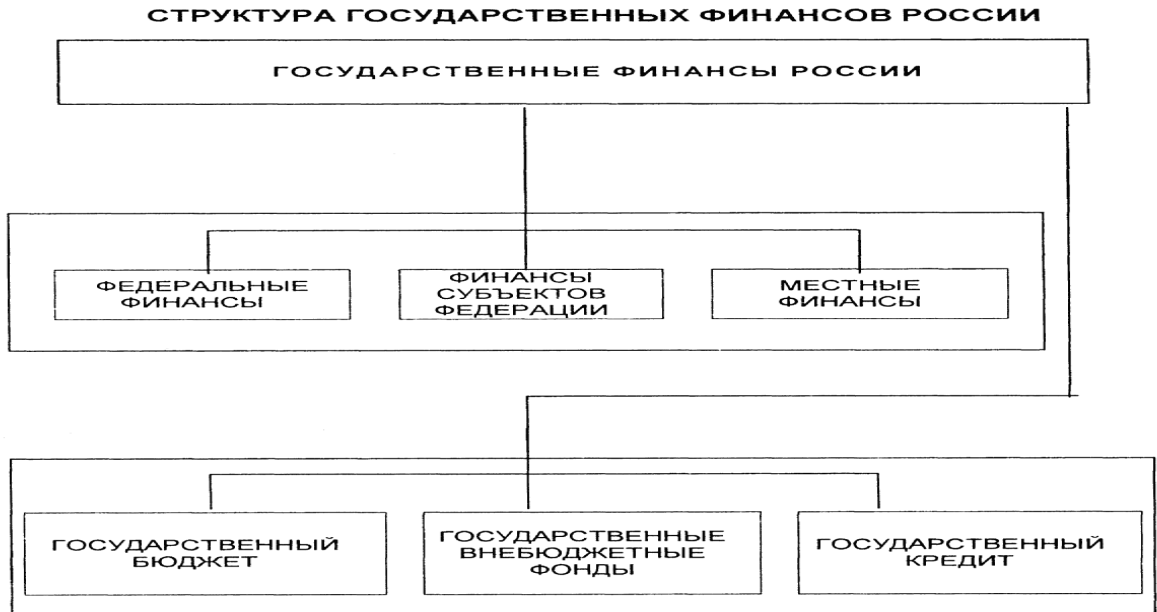 СТРУКТУРА ГОСУДАРСТВЕННЫХ ФИНАНСОВ РОССИИ
ГОСУДАРСТВЕННЫЕ ФИНАНСЫ РОССИИ
ФЕДЕРАЛЬНЫЕ
ФИНАНСЫ
ФИНАНСЫ
СУБЪЕКТОВ
ФЕДЕРАЦИИ
МЕСТНЫЕ
ФИНАНСЫ
ГОСУДАРСТВЕННЫЙ
БЮДЖЕТ
ГОСУДАРСТВЕННЫЕ
ВНЕБЮДЖЕТНЫЕ
ФОНДЫ
ГОСУДАРСТВЕННЫЙ
КРЕДИТ